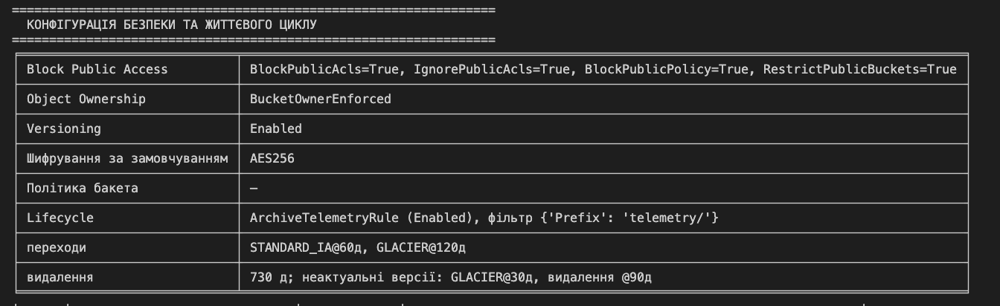 =================================================================
КОНФІГУРАЦІЯ БЕЗПЕКИ ТА ЖИТТЄВОГО ЦИКЛУ
=================================================================
Block Public Access BlockPublicAcls=True, IgnorePublicAcls=True, BlockPublicPolicy=True, RestrictPublicBuckets=True
Object Ownership BucketOwnerEnforced
Versioning Enabled
Шифрування за замовчуванням AES256
Політика бакета —
Lifecycle ArchiveTelemetryRule (Enabled), фільтр {'Prefix': 'telemetry/'}
переходи STANDARD_IA@60д, GLACIER@120д
видалення 730 д; неактуальні версії: GLACIER@30д, видалення @90д